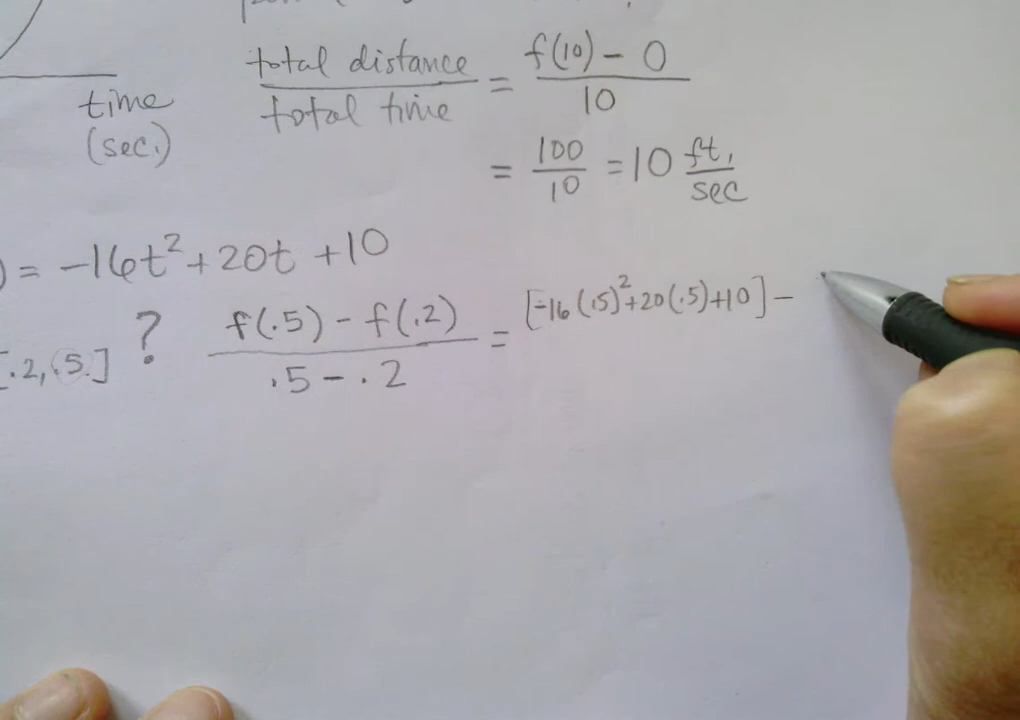 total distance / total time = f(10) - 0 / 10
time
(sec.)
= 100/10 = 10 ft./sec
) = -16t² + 20t + 10
[.2, .5] ? f(.5) - f(.2) / .5 - .2 = [-16(.5)² + 20(.5) + 10] -